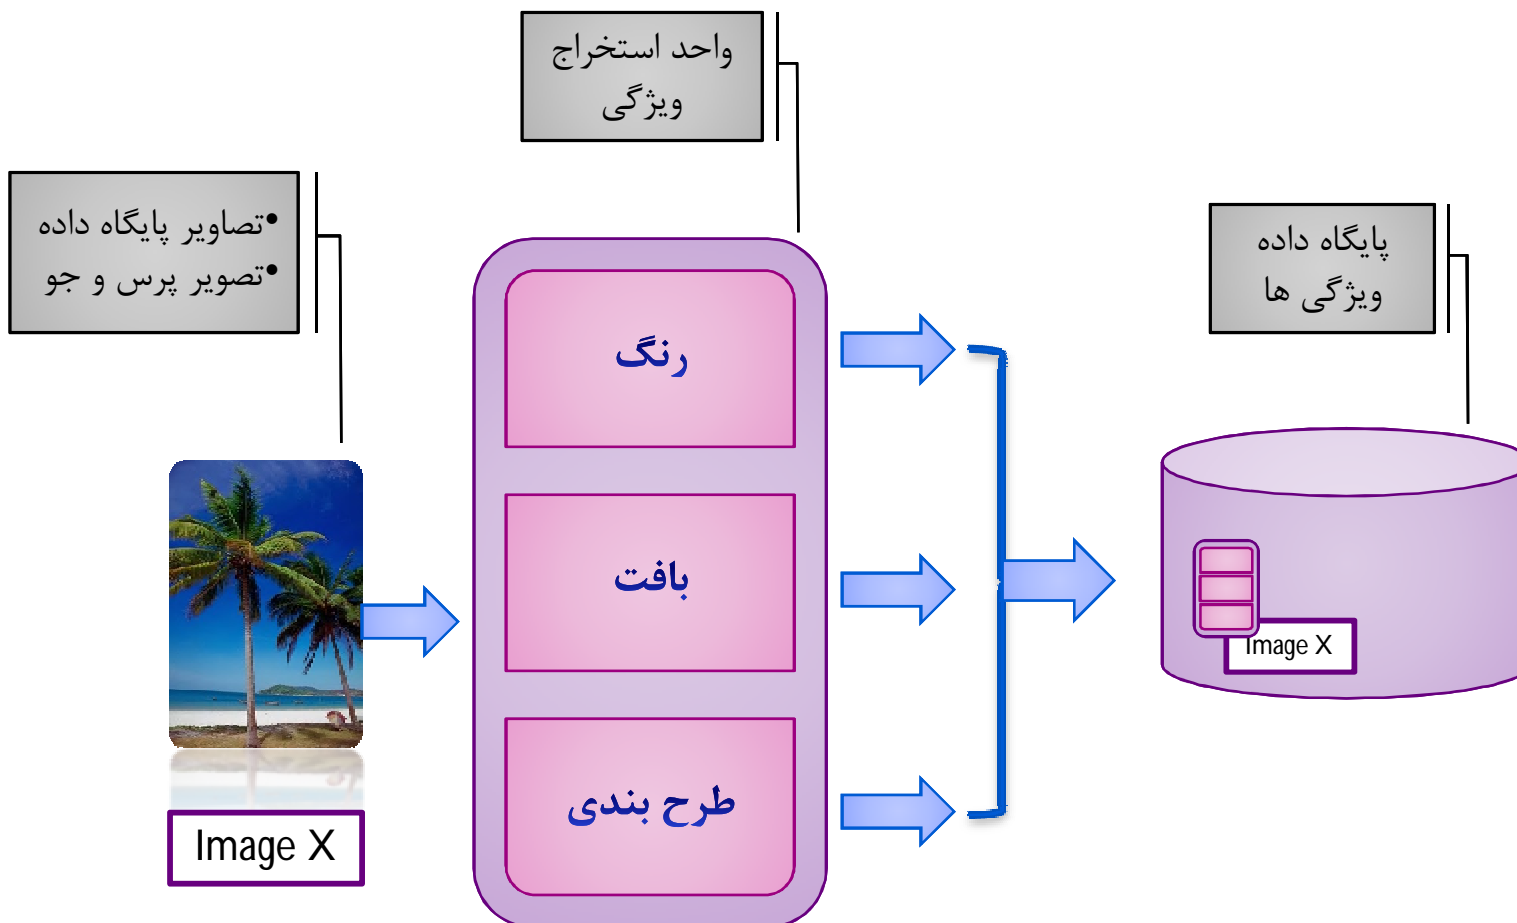 واحد استخراج
ویژگی
•تصاویر پایگاه داده
•تصویر پرس و جو
پایگاه داده
ویژگی ها
رنگ
بافت
طرح بندی
Image X
Image X